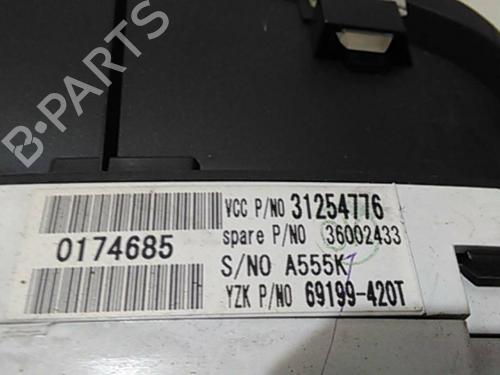 B-PARTS
VCC P/NO 31254776
spare P/NO 36002433
0174685
S/NO A555K
YZK P/NO 69199-420T